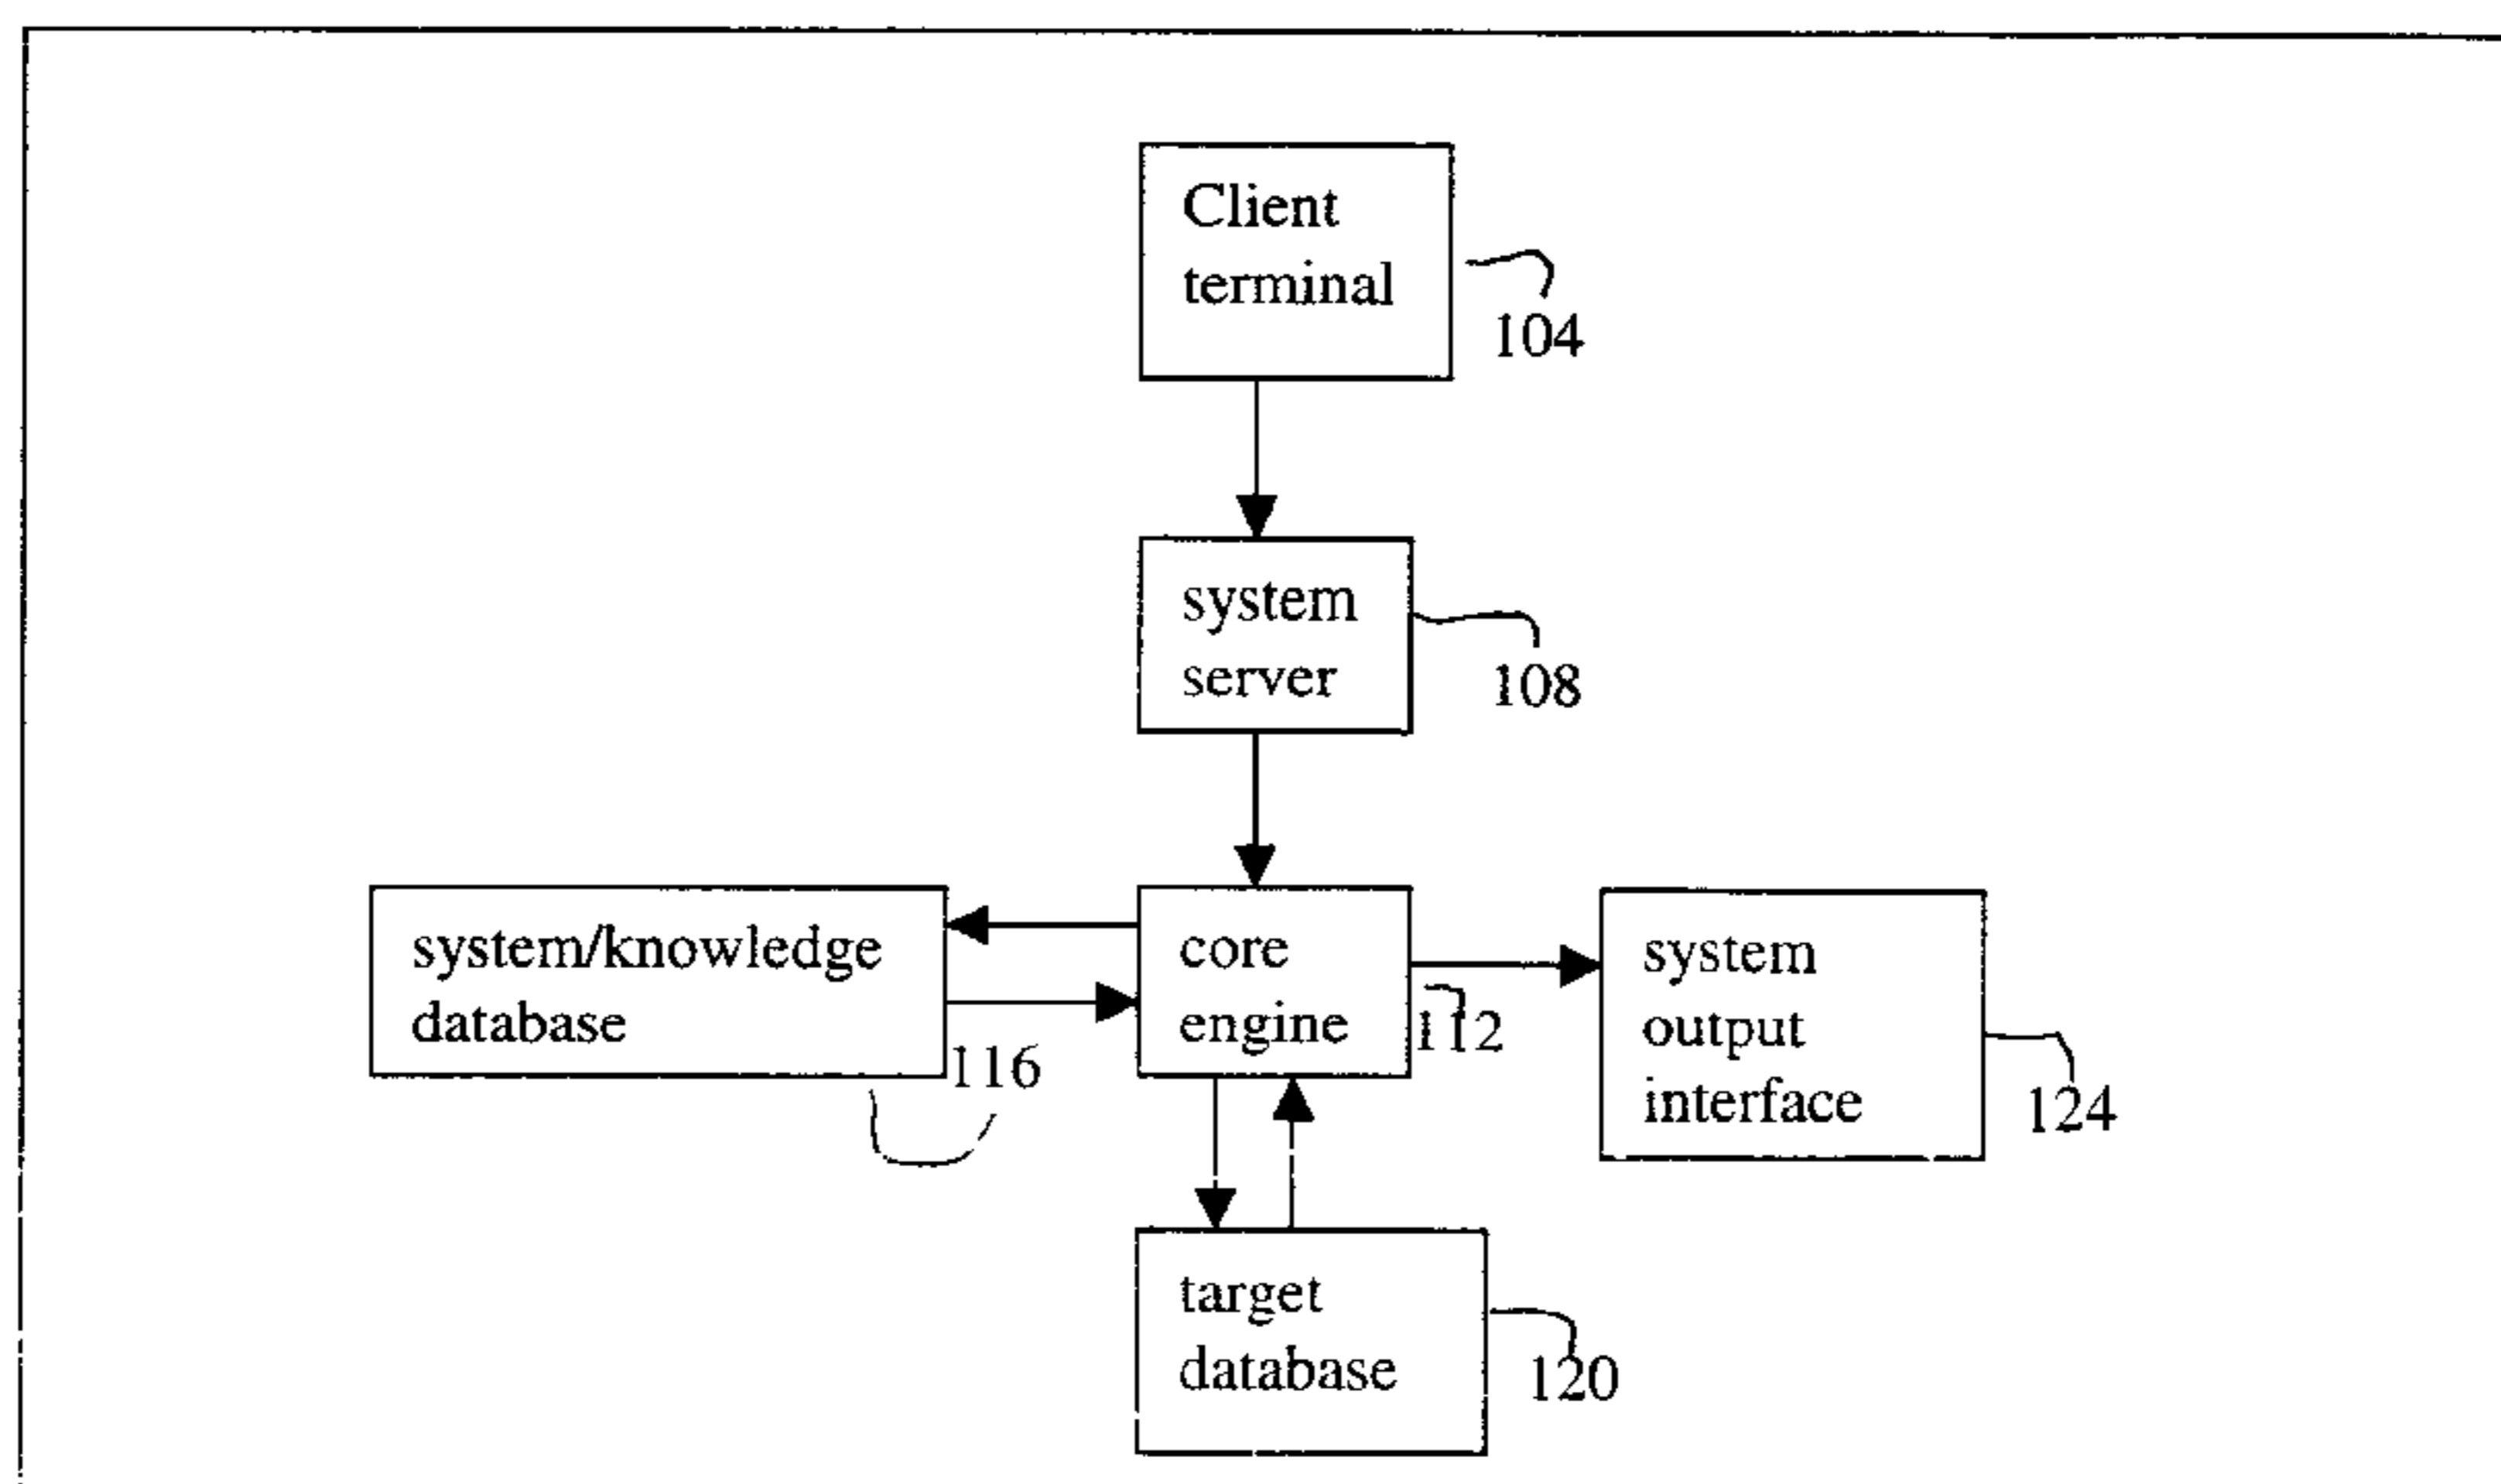 Client
terminal
104
system
server
108
system/knowledge
database
116
core
engine
112
system
output
interface
124
target
database
120